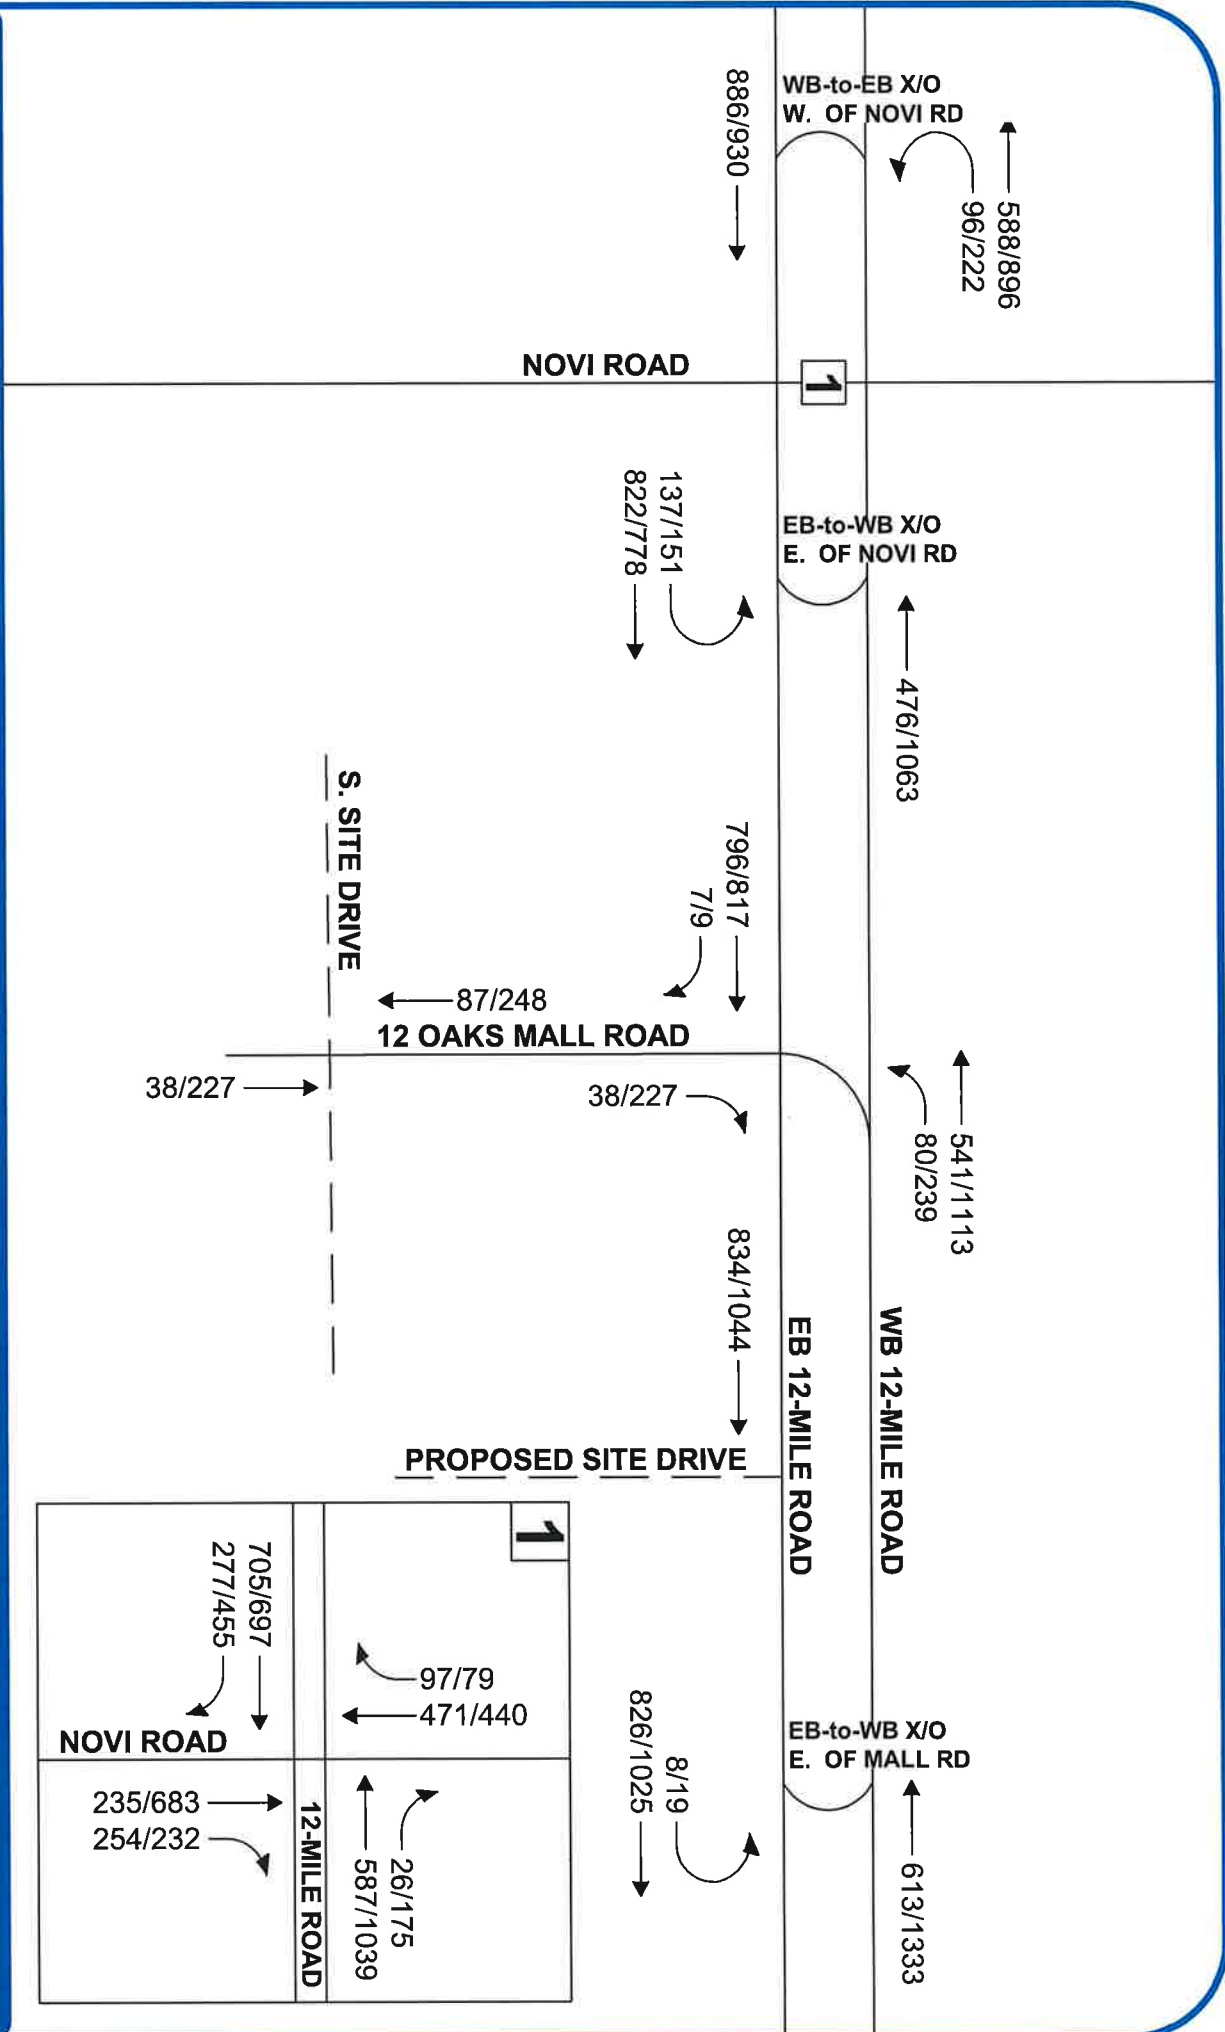 WB-to-EB X/O
W. OF NOVI RD
588/896
96/222
886/930
NOVI ROAD
1
EB-to-WB X/O
E. OF NOVI RD
137/151
822/778
476/1063
S. SITE DRIVE
796/817
7/9
87/248
12 OAKS MALL ROAD
38/227
38/227
541/1113
80/239
834/1044
WB 12-MILE ROAD
EB 12-MILE ROAD
PROPOSED SITE DRIVE
EB-to-WB X/O
E. OF MALL RD
8/19
826/1025
613/1333
1
705/697
277/455
97/79
471/440
NOVI ROAD
235/683
254/232
12-MILE ROAD
26/175
587/1039